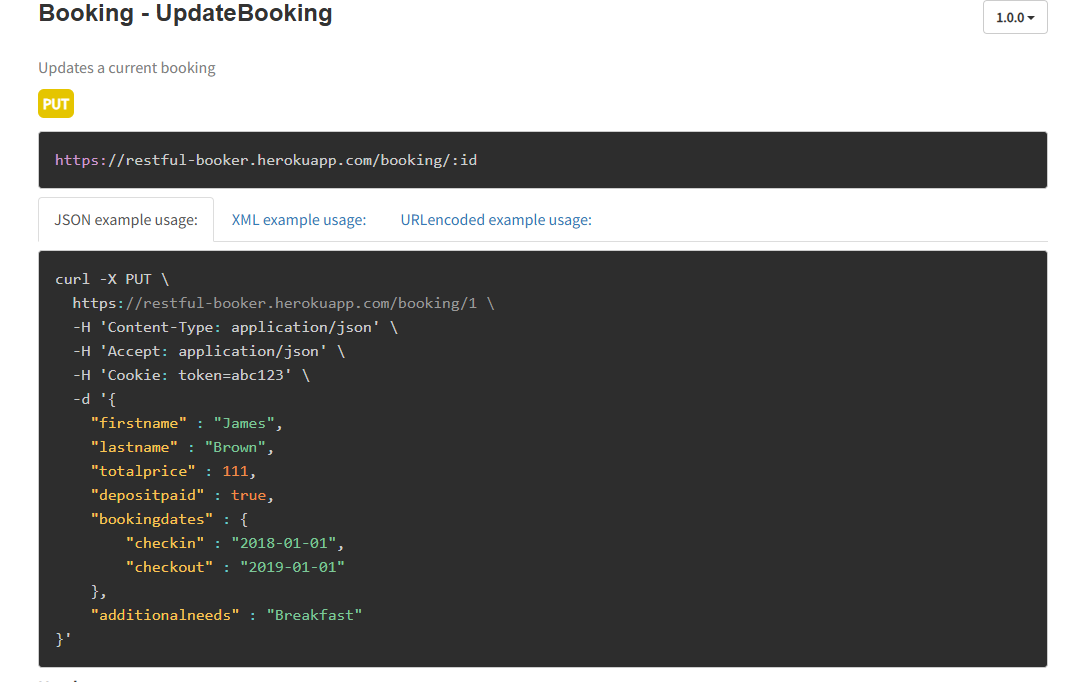 Booking - UpdateBooking
1.0.0
Updates a current booking
PUT
https://restful-booker.herokuapp.com/booking/:id
JSON example usage: XML example usage: URLencoded example usage:
curl -X PUT \
  https://restful-booker.herokuapp.com/booking/1 \
  -H 'Content-Type: application/json' \
  -H 'Accept: application/json' \
  -H 'Cookie: token=abc123' \
  -d '{
    "firstname" : "James",
    "lastname" : "Brown",
    "totalprice" : 111,
    "depositpaid" : true,
    "bookingdates" : {
        "checkin" : "2018-01-01",
        "checkout" : "2019-01-01"
    },
    "additionalneeds" : "Breakfast"
}'